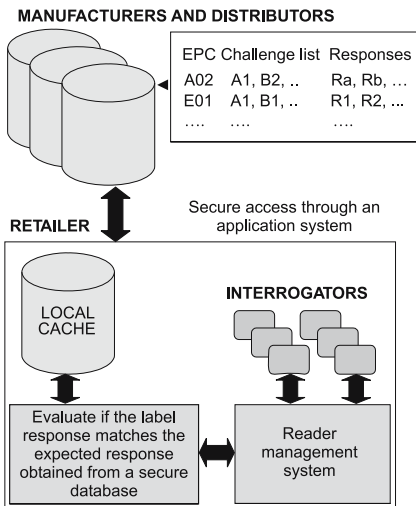 MANUFACTURERS AND DISTRIBUTORS
EPC Challenge list Responses
A02 A1, B2, .. Ra, Rb, ...
E01 A1, B1, .. R1, R2, ...
.... .... ....
Secure access through an
application system
RETAILER
LOCAL
CACHE
INTERROGATORS
Evaluate if the label
response matches the
expected response
obtained from a secure
database
Reader
management
system